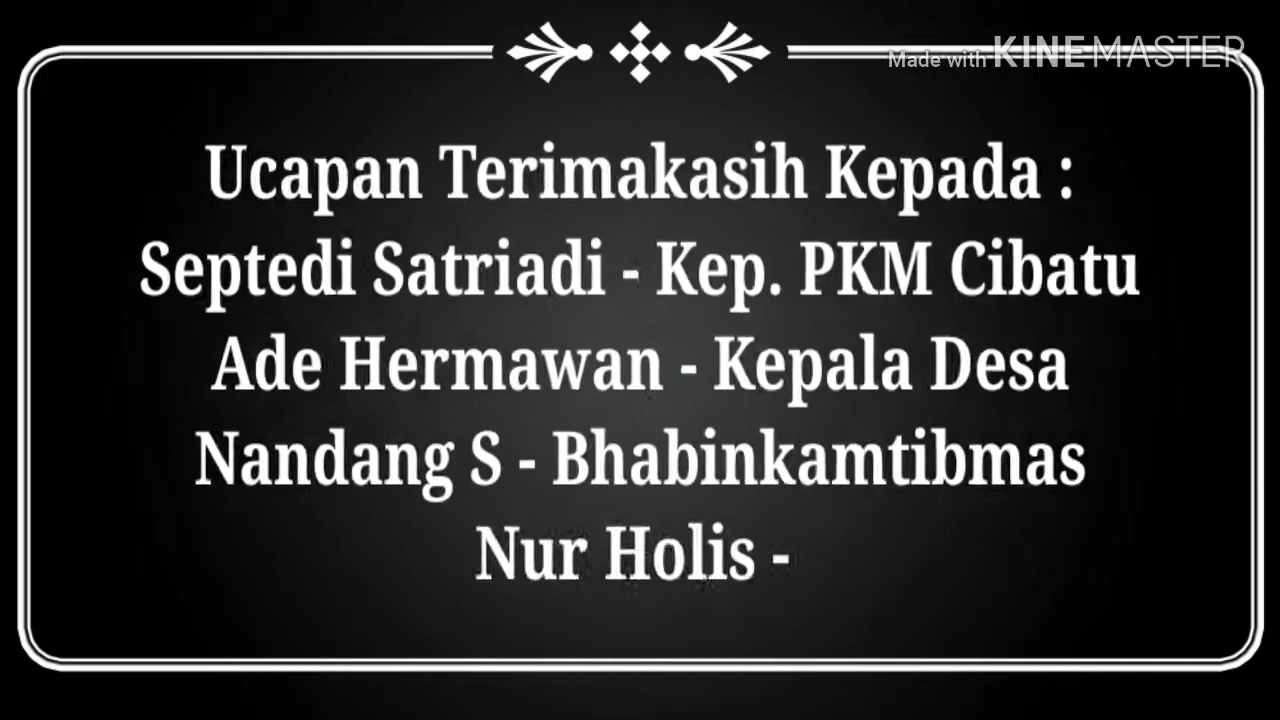 Made with KINEMASTER
Ucapan Terimakasih Kepada :
Septedi Satriadi - Kep. PKM Cibatu
Ade Hermawan - Kepala Desa
Nandang S - Bhabinkamtibmas
Nur Holis -